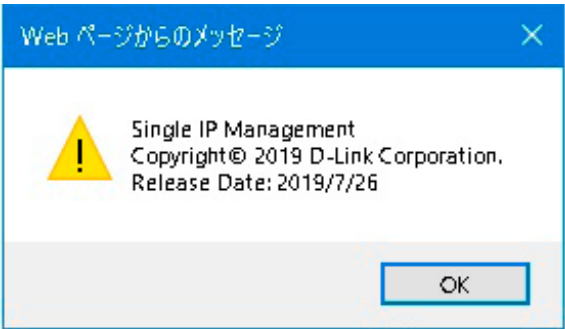 Web ページからのメッセージ
Single IP Management
Copyright© 2019 D-Link Corporation.
Release Date: 2019/7/26
OK